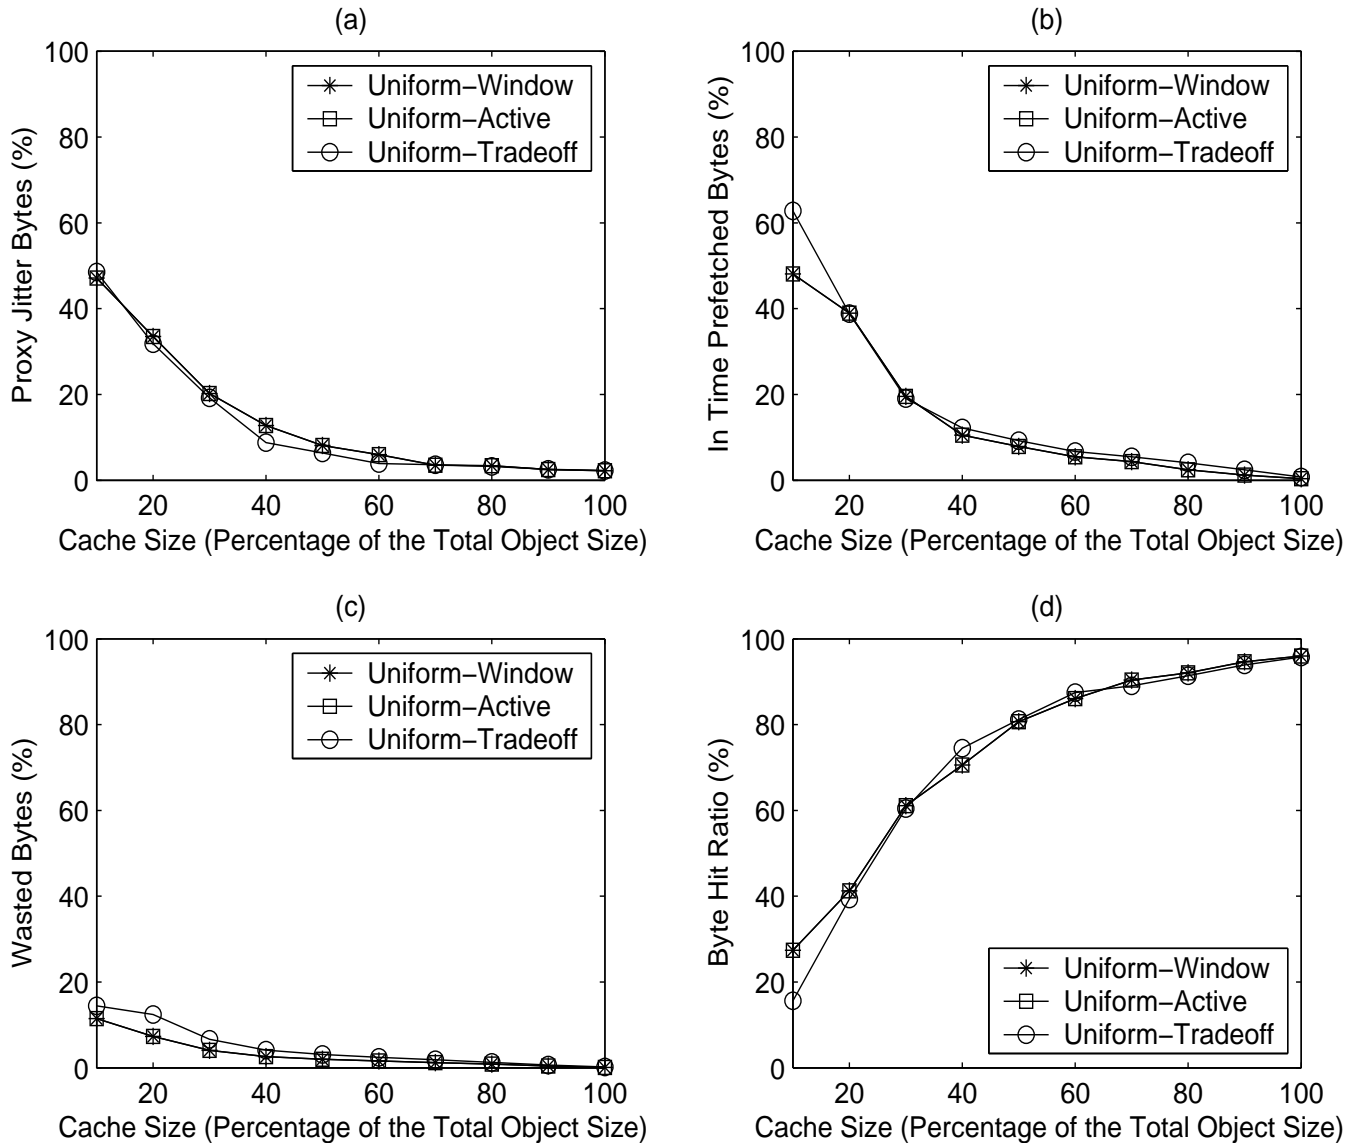 (a)
100
80
60
40
20
0
Proxy Jitter Bytes (%)
Uniform−Window
Uniform−Active
Uniform−Tradeoff
20 40 60 80 100
Cache Size (Percentage of the Total Object Size)
(b)
100
80
60
40
20
0
In Time Prefetched Bytes (%)
Uniform−Window
Uniform−Active
Uniform−Tradeoff
20 40 60 80 100
Cache Size (Percentage of the Total Object Size)
(c)
100
80
60
40
20
0
Wasted Bytes (%)
Uniform−Window
Uniform−Active
Uniform−Tradeoff
20 40 60 80 100
Cache Size (Percentage of the Total Object Size)
(d)
100
80
60
40
20
0
Byte Hit Ratio (%)
Uniform−Window
Uniform−Active
Uniform−Tradeoff
20 40 60 80 100
Cache Size (Percentage of the Total Object Size)